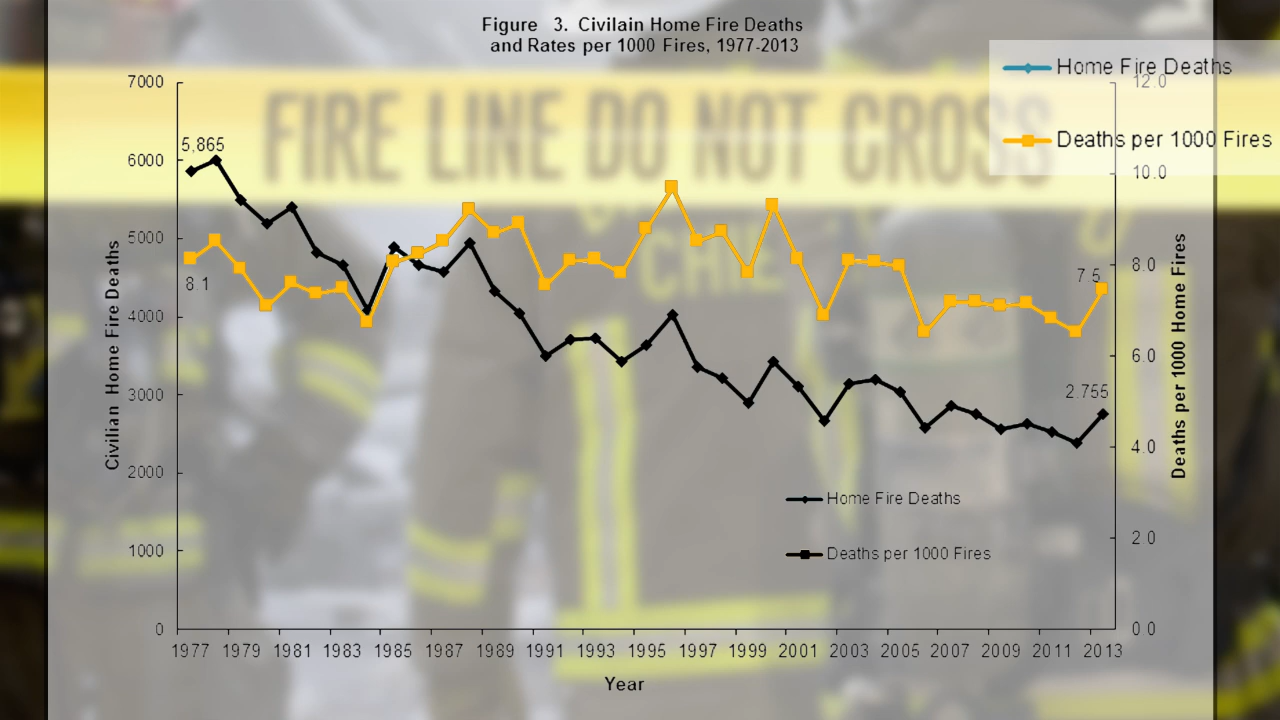 Figure 3. Civilain Home Fire Deaths
and Rates per 1000 Fires, 1977-2013
Home Fire Deaths
Deaths per 1000 Fires
FIRE LINE DO NOT CROSS
CHIEF
7000
6000
5000
4000
3000
2000
1000
0
Civilian Home Fire Deaths
5,865
8.1
7.5
2.755
12.0
10.0
8.0
6.0
4.0
2.0
0.0
Deaths per 1000 Home Fires
Home Fire Deaths
Deaths per 1000 Fires
1977 1979 1981 1983 1985 1987 1989 1991 1993 1995 1997 1999 2001 2003 2005 2007 2009 2011 2013
Year